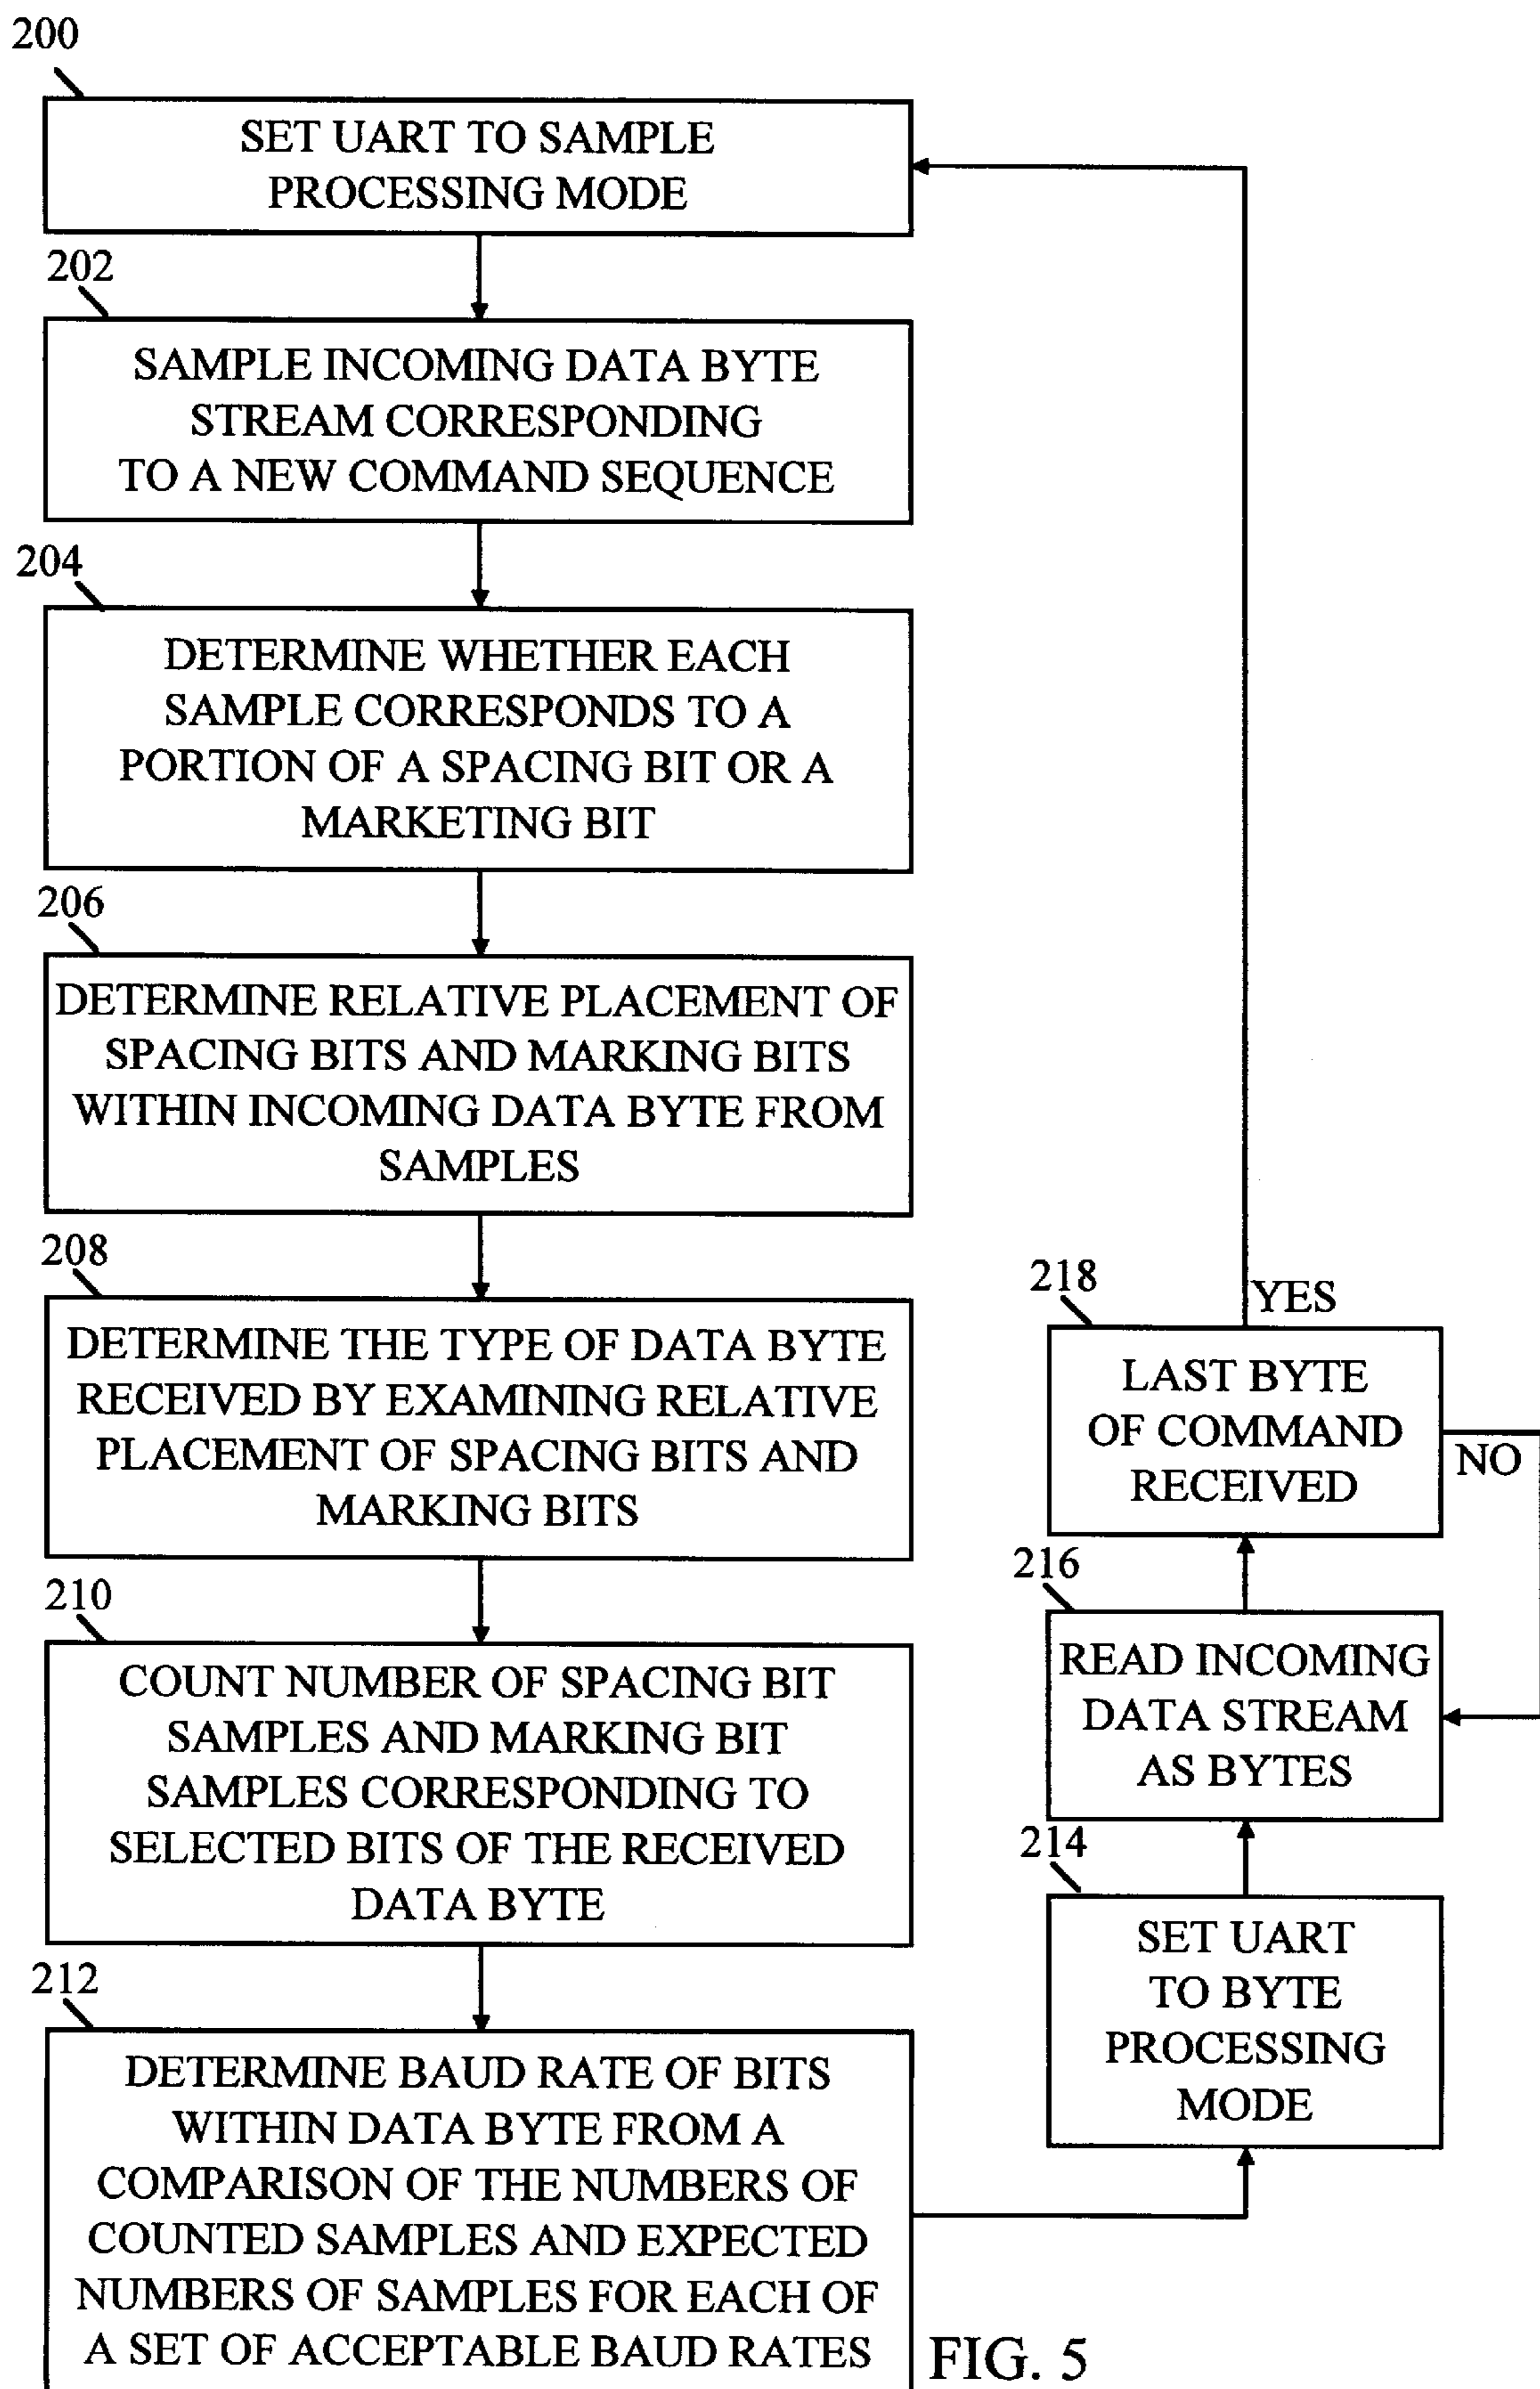 200
SET UART TO SAMPLE
PROCESSING MODE
202
SAMPLE INCOMING DATA BYTE
STREAM CORRESPONDING
TO A NEW COMMAND SEQUENCE
204
DETERMINE WHETHER EACH
SAMPLE CORRESPONDS TO A
PORTION OF A SPACING BIT OR A
MARKETING BIT
206
DETERMINE RELATIVE PLACEMENT OF
SPACING BITS AND MARKING BITS
WITHIN INCOMING DATA BYTE FROM
SAMPLES
208
DETERMINE THE TYPE OF DATA BYTE
RECEIVED BY EXAMINING RELATIVE
PLACEMENT OF SPACING BITS AND
MARKING BITS
210
COUNT NUMBER OF SPACING BIT
SAMPLES AND MARKING BIT
SAMPLES CORRESPONDING TO
SELECTED BITS OF THE RECEIVED
DATA BYTE
212
DETERMINE BAUD RATE OF BITS
WITHIN DATA BYTE FROM A
COMPARISON OF THE NUMBERS OF
COUNTED SAMPLES AND EXPECTED
NUMBERS OF SAMPLES FOR EACH OF
A SET OF ACCEPTABLE BAUD RATES
218
YES
LAST BYTE
OF COMMAND
RECEIVED
NO
216
READ INCOMING
DATA STREAM
AS BYTES
214
SET UART
TO BYTE
PROCESSING
MODE
FIG. 5